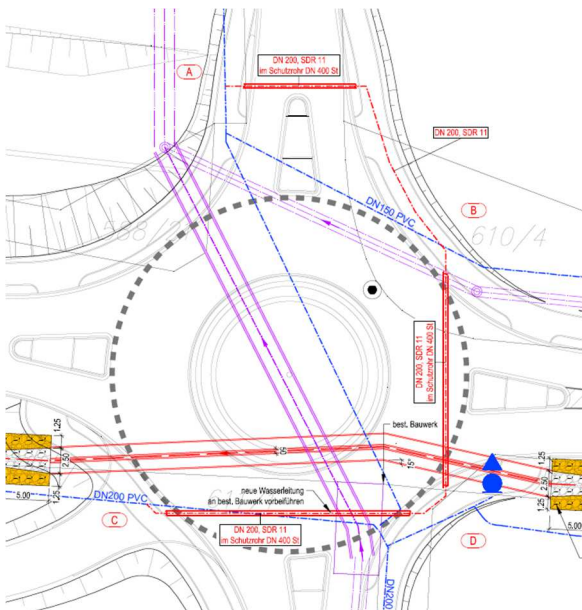 DN 200, SDR 11
im Schutzrohr DN 400 St
A
DN 200, SDR 11
DN150 PVC
B
610/4
DN 200, SDR 11
im Schutzrohr DN 400 St
best. Bauwerk
1,25
2,50
1,25
5,00
1,25
2,50
1,25
5,00
15°
DN200 PVC
neue Wasserleitung
an best. Bauwerk vorbeiführen
C
DN 200, SDR 11
im Schutzrohr DN 400 St
D
DN200